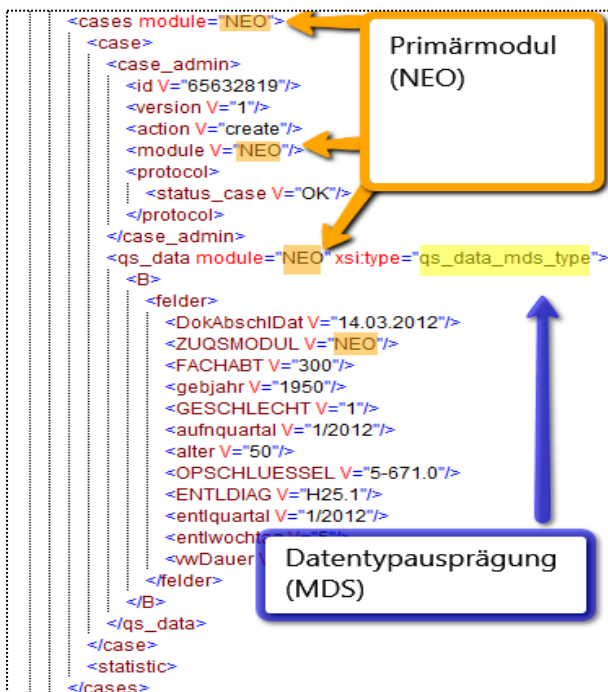 <cases module="NEO">
<case>
<case_admin>
<id V="65632819"/>
<version V="1"/>
<action V="create"/>
<module V="NEO"/>
<protocol>
<status_case V="OK"/>
</protocol>
</case_admin>
<qs_data module="NEO" xsi:type="qs_data_mds_type">
<B>
<felder>
<DokAbschlDat V="14.03.2012"/>
<ZUQSMODUL V="NEO"/>
<FACHABT V="300"/>
<gebjahr V="1950"/>
<GESCHLECHT V="1"/>
<aufnquartal V="1/2012"/>
<alter V="50"/>
<OPSCHLUESSEL V="5-671.0"/>
<ENTLDIAG V="H25.1"/>
<entlquartal V="1/2012"/>
<vwDauer
</felder>
</B>
</qs_data>
</case>
<statistic>
</cases>
Primärmodul
(NEO)
Datentypausprägung
(MDS)